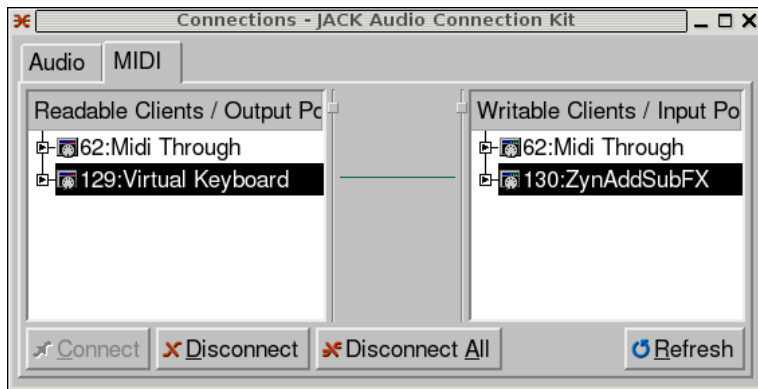 Connections - JACK Audio Connection Kit
Audio MIDI
Readable Clients / Output Po
62:Midi Through
129:Virtual Keyboard
Writable Clients / Input Po
62:Midi Through
130:ZynAddSubFX
Connect Disconnect Disconnect All Refresh